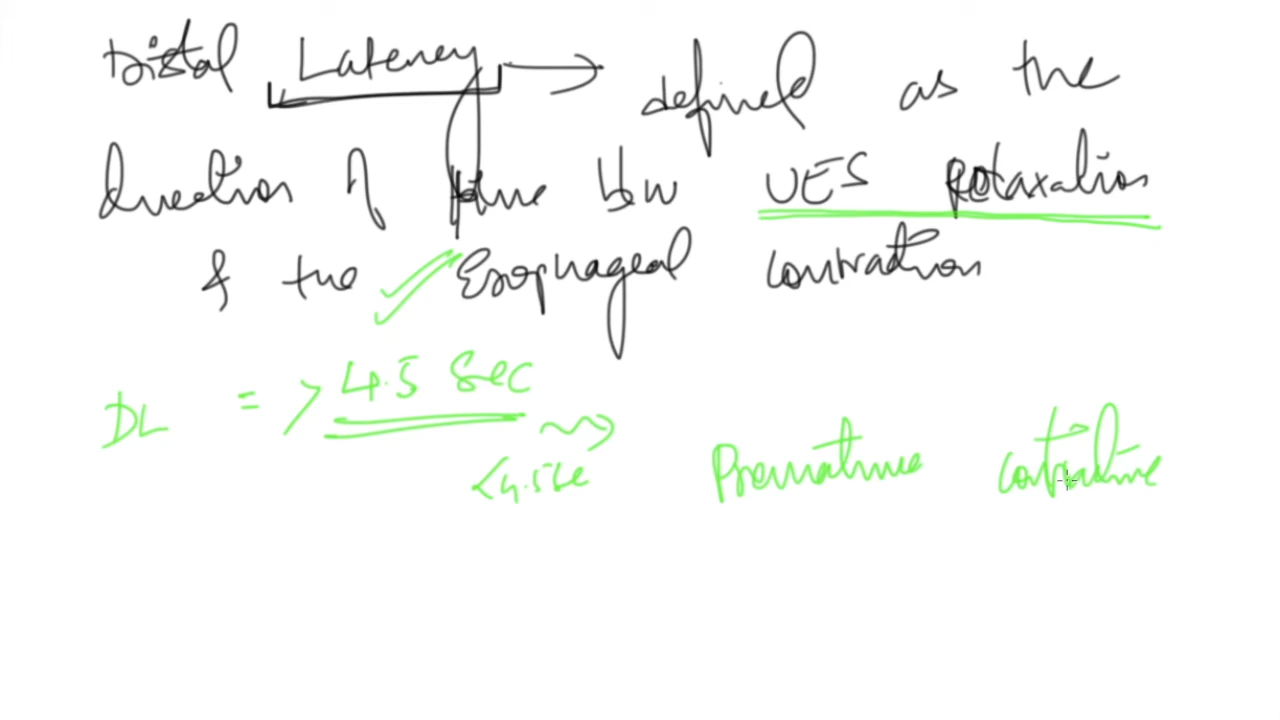 Distal Latency → defined as the
duration of time b/w UES Relaxation
& the Esophageal contraction
DL = > 4.5 Sec
<4.5 sec Premature contractile